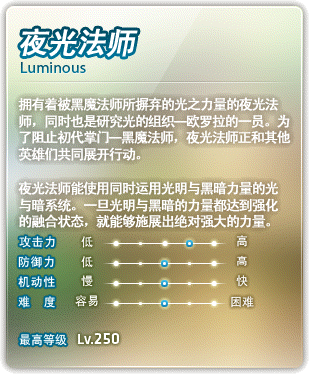 夜光法师
Luminous
拥有着被黑魔法师所摒弃的光之力量的夜光法
师，同时也是研究光的组织—欧罗拉的一员。为
了阻止初代掌门—黑魔法师，夜光法师正和其他
英雄们共同展开行动。
夜光法师能使用同时运用光明与黑暗力量的光
与暗系统。一旦光明与黑暗的力量都达到强化
的融合状态，就能够施展出绝对强大的力量。
攻击力 低 高
防御力 低 高
机动性 慢 快
难 度 容易 困难
最高等级 Lv.250